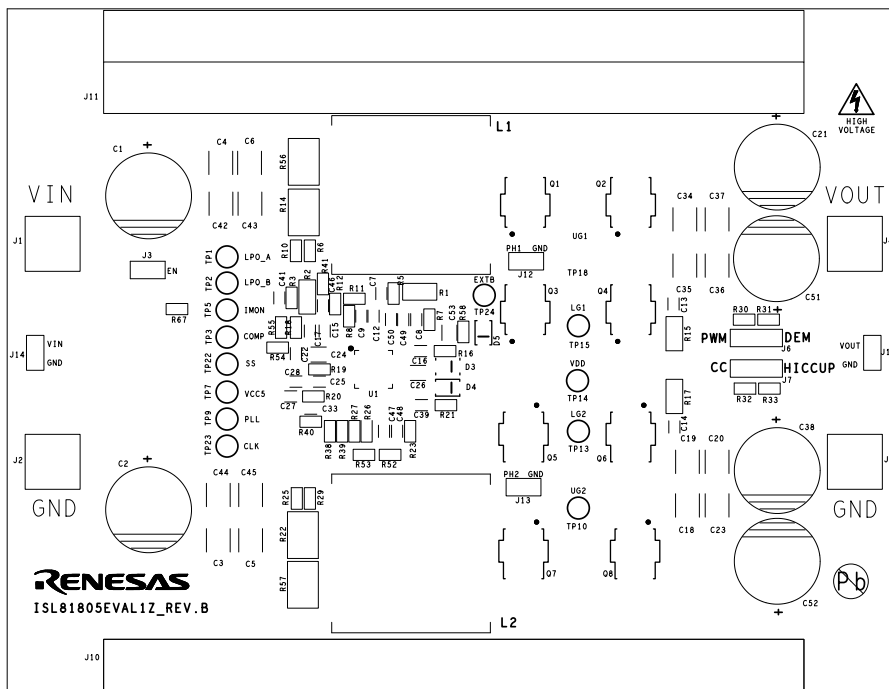 J11
L1
HIGH
VOLTAGE
C1
C4
C6
C21
R56
Q1
Q2
VIN
C34
C37
VOUT
R14
J1
C42
C43
UG1
J3
TP1
LPO_A
R10
R6
PH1 GND
J12
TP18
EN
TP2
LPO_B
C41
R3
R2
R41
C46
R12
R11
C7
R5
R1
EXTB
TP24
C35
C36
C51
R67
TP5
IMON
Q3
LG1
TP15
Q4
C13
R15
R30
R31
R55
R18
C17
C15
R8
C9
C12
C50
C49
C8
R7
C53
R58
D5
PWM
DEM
J6
J14
VIN
GND
TP3
COMP
R54
C22
C24
R16
VOUT
GND
TP22
SS
R19
U1
C16
D3
VDD
TP14
CC
HICCUP
J7
TP7
VCC5
C28
C25
C26
D4
R32
R33
C27
R20
C39
R21
R17
TP9
PLL
C33
R40
R27
R26
C47
C48
LG2
TP13
C14
TP23
CLK
R38
R39
R53
R52
R23
Q5
Q6
C19
C20
C38
J2
C2
C44
C45
PH2 GND
J13
UG2
TP10
GND
R25
R29
GND
R22
C18
C23
C3
C5
R57
Q7
Q8
RENESAS
ISL81805EVAL1Z_REV.B
Pb
C52
L2
J10